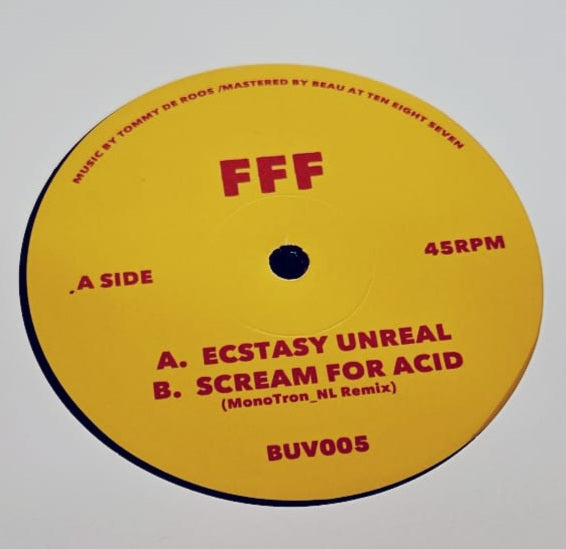 MUSIC BY TOMMY DE ROOS /MASTERED BY BEAU AT TEN EIGHT SEVEN
FFF
A SIDE
45RPM
A. ECSTASY UNREAL
B. SCREAM FOR ACID
(MonoTron_NL Remix)
BUV005